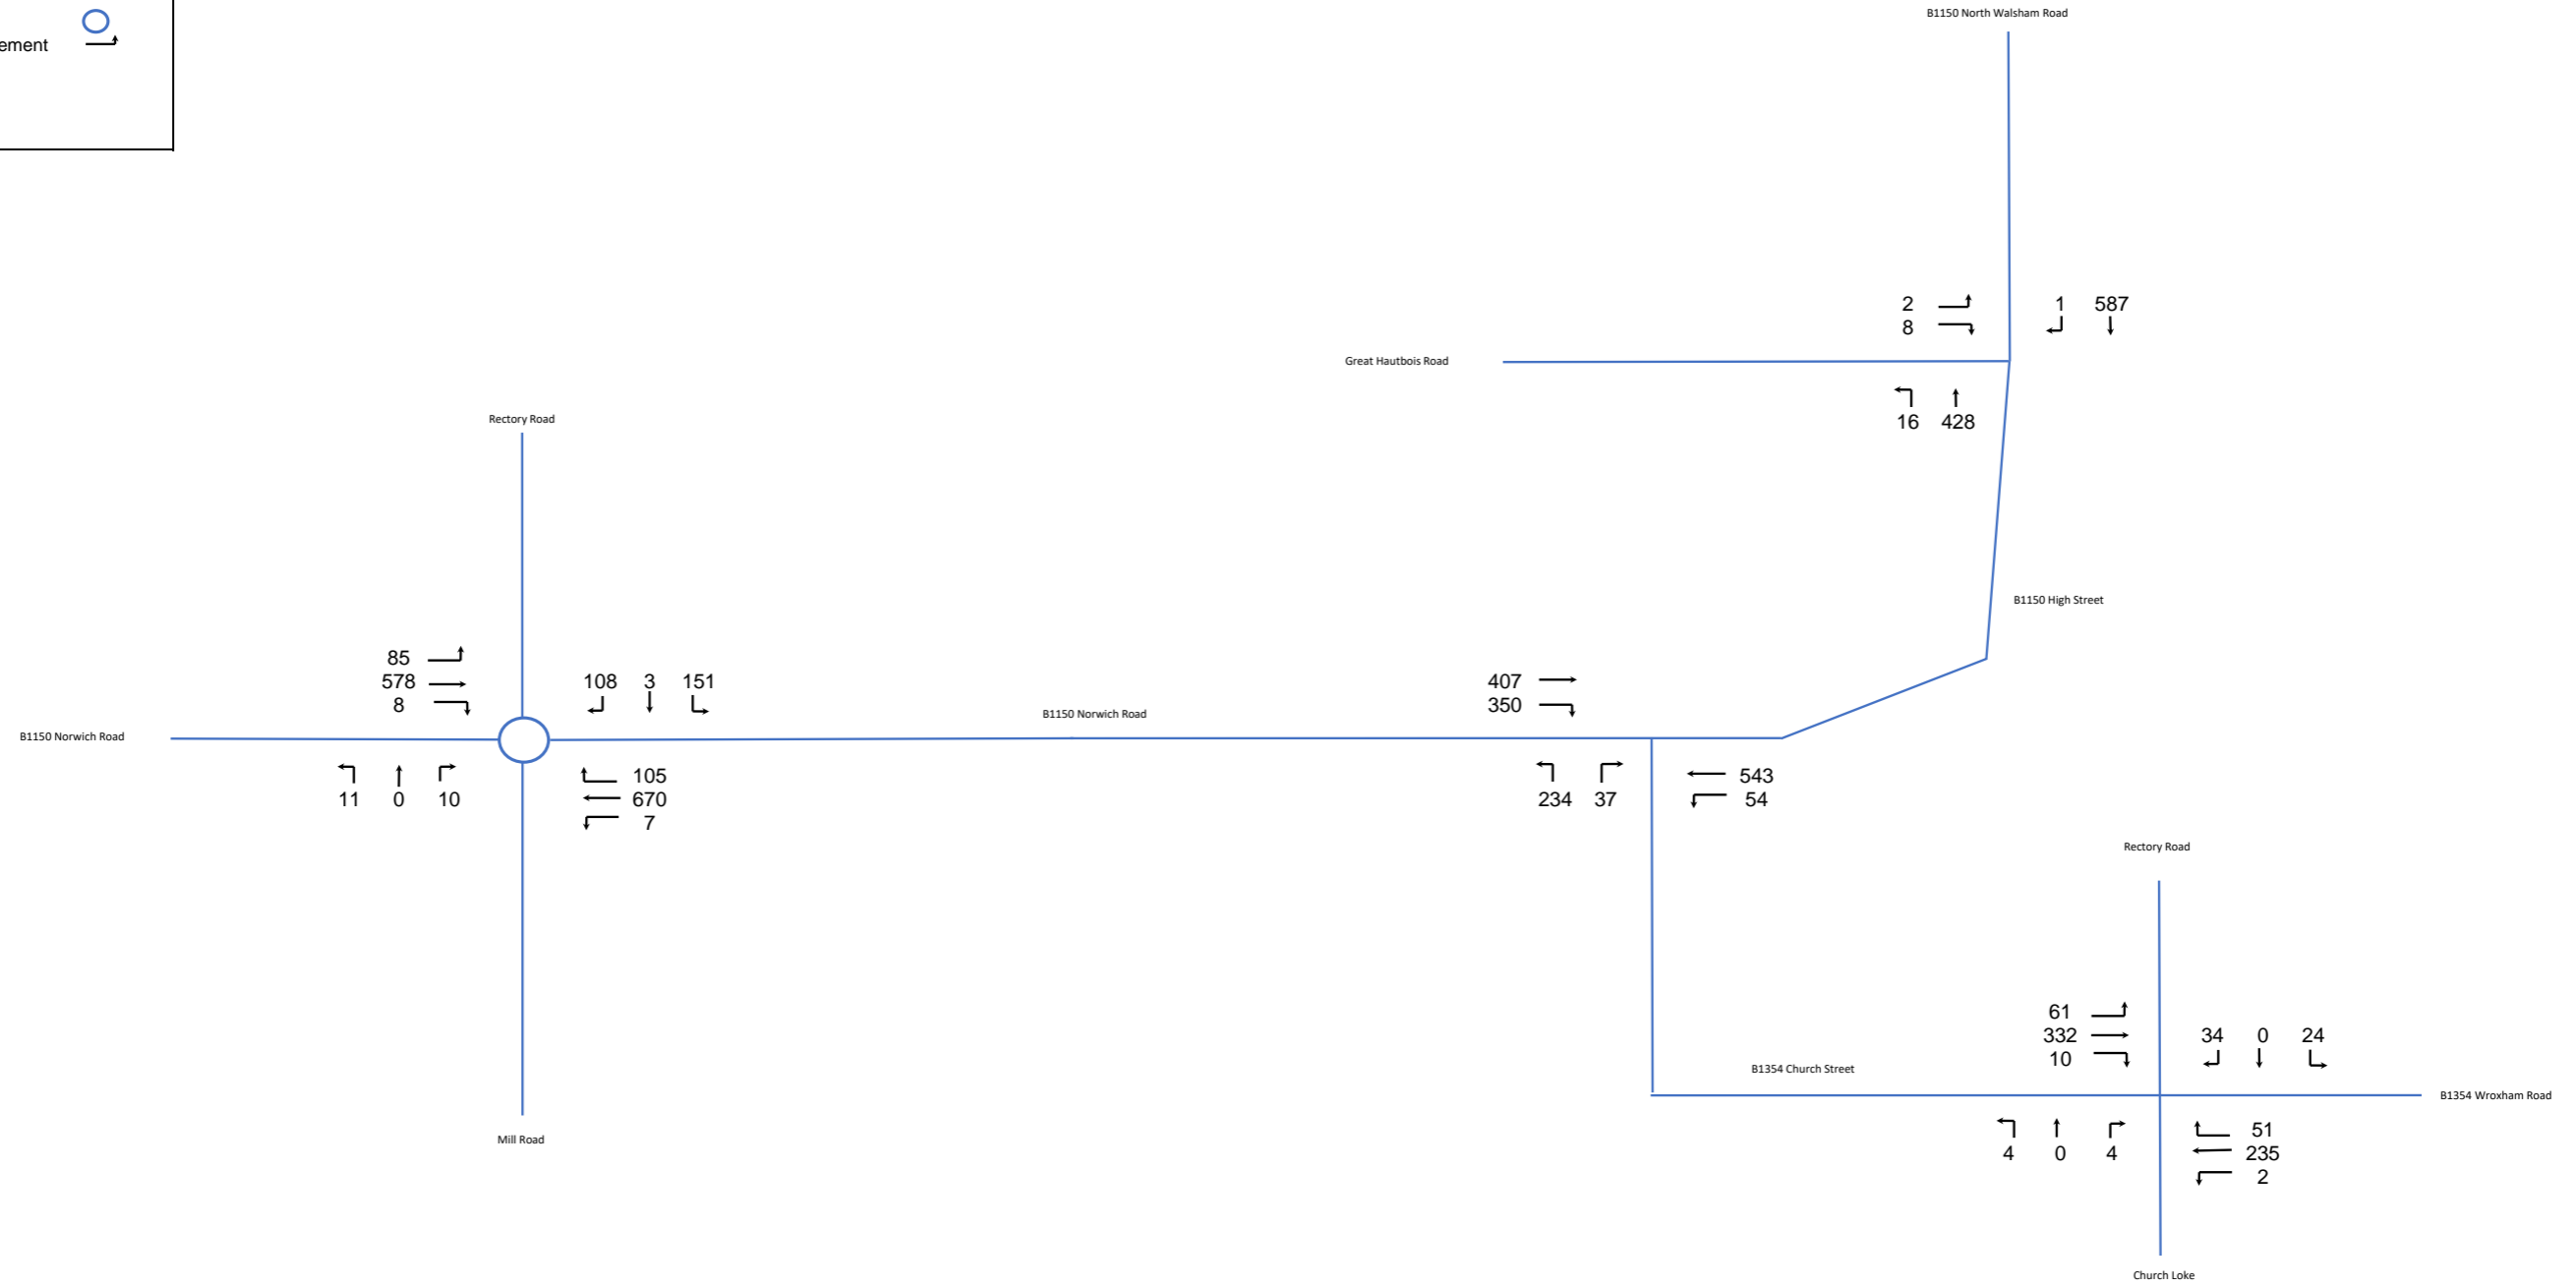 B1150 North Walsham Road
ement
2 1 587
8
Great Hautbois Road
16 428
Rectory Road
B1150 High Street
85
578 108 3 151
8
407
350
B1150 Norwich Road
B1150 Norwich Road
11 0 10
105
670
7
234 37
543
54
Rectory Road
61
332 34 0 24
10
B1354 Church Street
B1354 Wroxham Road
Mill Road
4 0 4
51
235
2
Church Loke